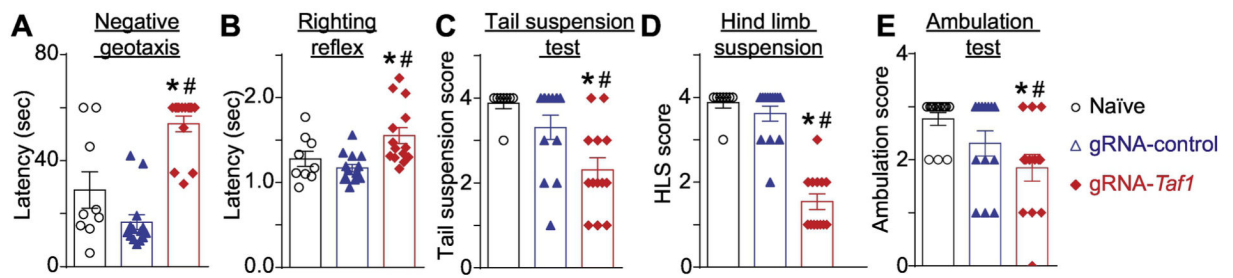 A Negative geotaxis
Latency (sec)
80
40
0
* #
B Righting reflex
Latency (sec)
2.0
1.0
0.0
* #
C Tail suspension test
Tail suspension score
4
2
0
* #
D Hind limb suspension
HLS score
4
2
0
* #
E Ambulation test
Ambulation score
4
2
0
* #
Naïve
gRNA-control
gRNA-Taf1